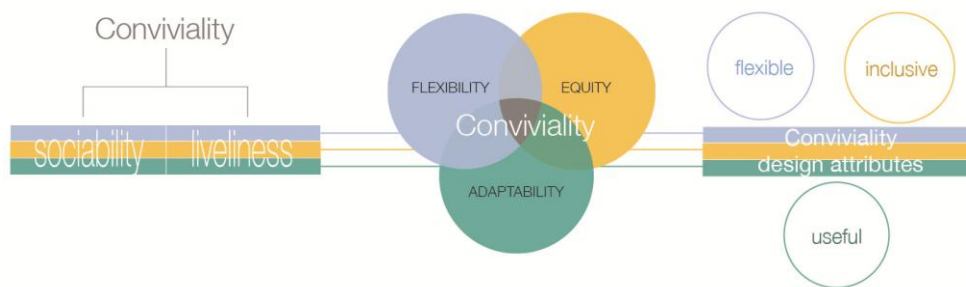 Conviviality
sociability liveliness
FLEXIBILITY EQUITY
Conviviality
ADAPTABILITY
flexible inclusive
Conviviality
design attributes
useful